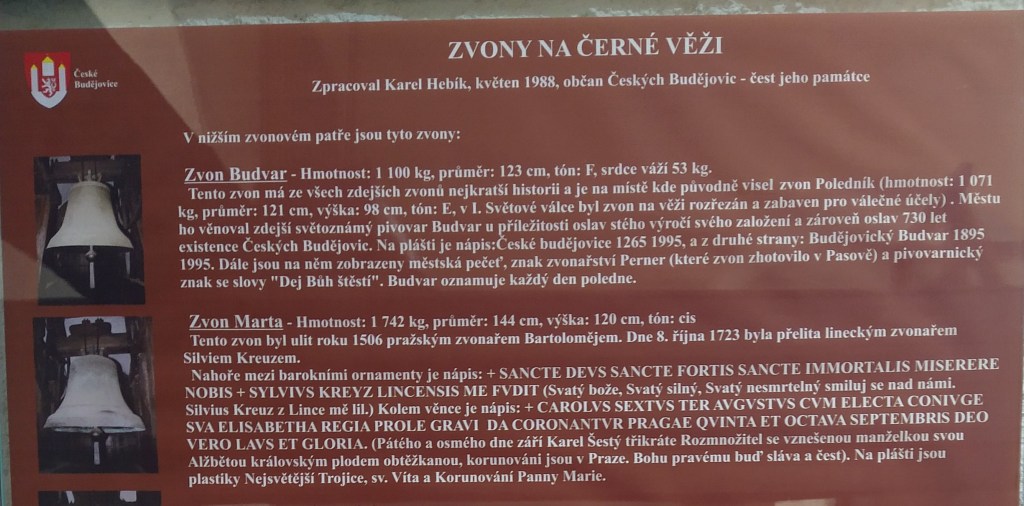 ZVONY NA ČERNÉ VĚŽI
České
Budějovice
Zpracoval Karel Hebík, květen 1988, občan Českých Budějovic - čest jeho památce
V nižším zvonovém patře jsou tyto zvony:
Zvon Budvar - Hmotnost: 1 100 kg, průměr: 123 cm, tón: F, srdce váží 53 kg.
Tento zvon má ze všech zdejších zvonů nejkratší historii a je na místě kde původně visel zvon Poledník (hmotnost: 1 071
kg, průměr: 121 cm, výška: 98 cm, tón: E, v I. Světové válce byl zvon na věži rozřezán a zabaven pro válečné účely) . Městu
ho věnoval zdejší světoznámý pivovar Budvar u příležitosti oslav stého výročí svého založení a zároveň oslav 730 let
existence Českých Budějovic. Na plášti je nápis:České budějovice 1265 1995, a z druhé strany: Budějovický Budvar 1895
1995. Dále jsou na něm zobrazeny městská pečeť, znak zvonařství Perner (které zvon zhotovilo v Pasově) a pivovarnický
znak se slovy "Dej Bůh štěstí". Budvar oznamuje každý den poledne.
Zvon Marta - Hmotnost: 1 742 kg, průměr: 144 cm, výška: 120 cm, tón: cis
Tento zvon byl ulit roku 1506 pražským zvonařem Bartolomějem. Dne 8. října 1723 byla přelita lineckým zvonařem
Silviem Kreuzem.
Nahoře mezi barokními ornamenty je nápis: + SANCTE DEVS SANCTE FORTIS SANCTE IMMORTALIS MISERERE
NOBIS + SYLVIVS KREYZ LINCENSIS ME FVDIT (Svatý bože, Svatý silný, Svatý nesmrtelný smiluj se nad námi.
Silvius Kreuz z Lince mě lil.) Kolem věnce je nápis: + CAROLVS SEXTVS TER AVGVSTVS CVM ELECTA CONIVGE
SVA ELISABETHA REGIA PROLE GRAVI DA CORONANTVR PRAGAE QVINTA ET OCTAVA SEPTEMBRIS DEO
VERO LAVS ET GLORIA. (Pátého a osmého dne září Karel Šestý třikráte Rozmnožitel se vznešenou manželkou svou
Alžbětou královským plodem obtěžkanou, korunováni jsou v Praze. Bohu pravému buď sláva a čest). Na plášti jsou
plastiky Nejsvětější Trojice, sv. Víta a Korunování Panny Marie.